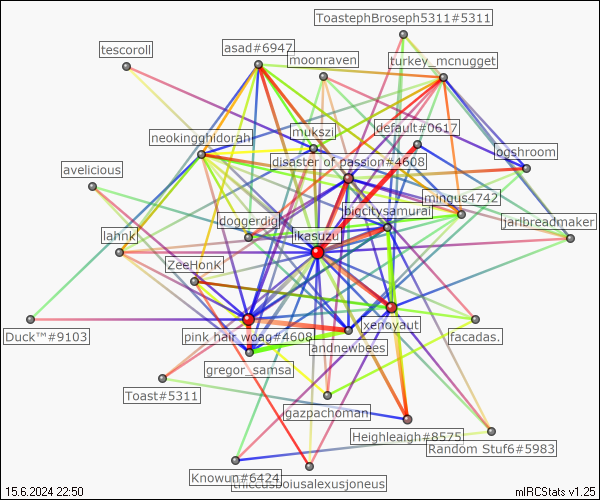 ToastephBroseph5311#5311
tescoroll
asad#6947
moonraven
turkey_mcnugget
neokingghidorah
mukszi
default#0617
ogshroom
disaster of passion#4608
avelicious
mingus4742
bigcitysamurai
doggerdig
jarlbreadmaker
lahnk
ikasuzu
ZeeHonK
Duck™#9103
pink hair woag#4608
xenoyaut
facadas.
andnewbees
gregor_samsa
Toast#5311
gazpachoman
Heighleaigh#8575
Random Stuf6#5983
Knowun#6424
thiccusboiusalexusjoneus
15.6.2024 22:50
mIRCStats v1.25